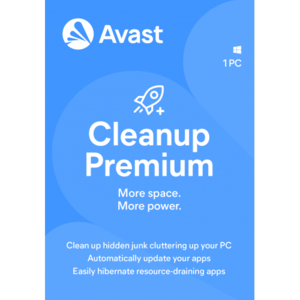 Avast
1 PC
Cleanup
Premium
More space.
More power.
Clean up hidden junk cluttering up your PC
Automatically update your apps
Easily hibernate resource-draining apps